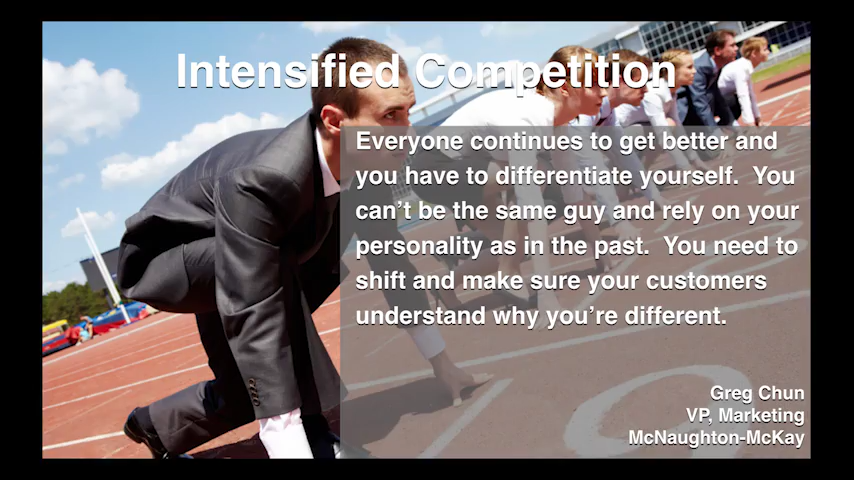 Intensified Competition
Everyone continues to get better and
you have to differentiate yourself.  You
can’t be the same guy and rely on your
personality as in the past.  You need to
shift and make sure your customers
understand why you’re different.
Greg Chun
VP, Marketing
McNaughton-McKay